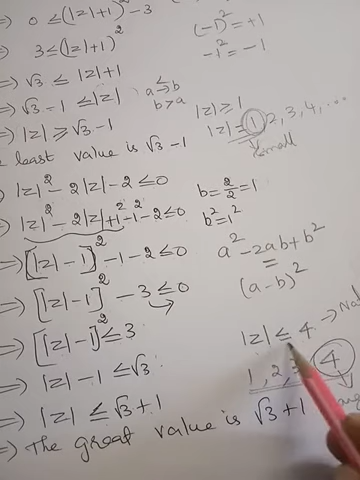 => 0 ≤ (|z|+1)² - 3
=> 3 ≤ (|z|+1)²
=> √3 ≤ |z|+1
=> √3 - 1 ≤ |z|
=> |z| ≥ √3 - 1
least value is √3 - 1
(-1)² = +1
-1² = -1
a ≤ b
b > a
|z| ≥ 1
|z| = 1, 2, 3, 4, ...
small
|z|² - 2|z| - 2 ≤ 0
|z|² - 2|z| + 1² - 1² - 2 ≤ 0
=> [|z| - 1]² - 1 - 2 ≤ 0
=> [|z| - 1]² - 3 ≤ 0
=> [|z| - 1]² ≤ 3
=> |z| - 1 ≤ √3
=> |z| ≤ √3 + 1
=> The great value is √3 + 1
b = 2/2 = 1
b² = 1²
a² - 2ab + b²
=
(a - b)²
|z| ≤ 4
1, 2, 3, 4